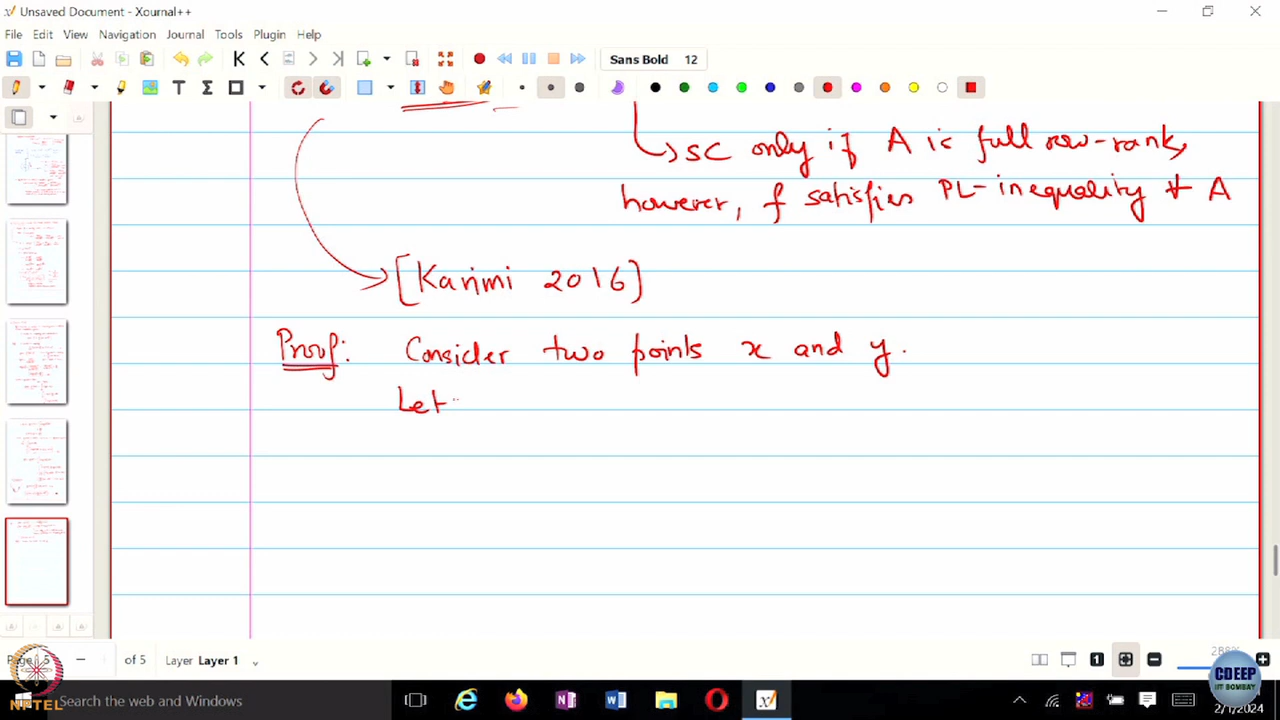 Unsaved Document - Xournal++
File Edit View Navigation Journal Tools Plugin Help
Sans Bold 12
SC only if A is full row-rank,
however, f satisfies PL-inequality ∀ A
[Karimi 2016]
Proof: Consider two points x and y.
Let
Page 5 of 5 Layer Layer 1
288%
NPTEL
Search the web and Windows
CDEEP
IIT BOMBAY
2/1/2024